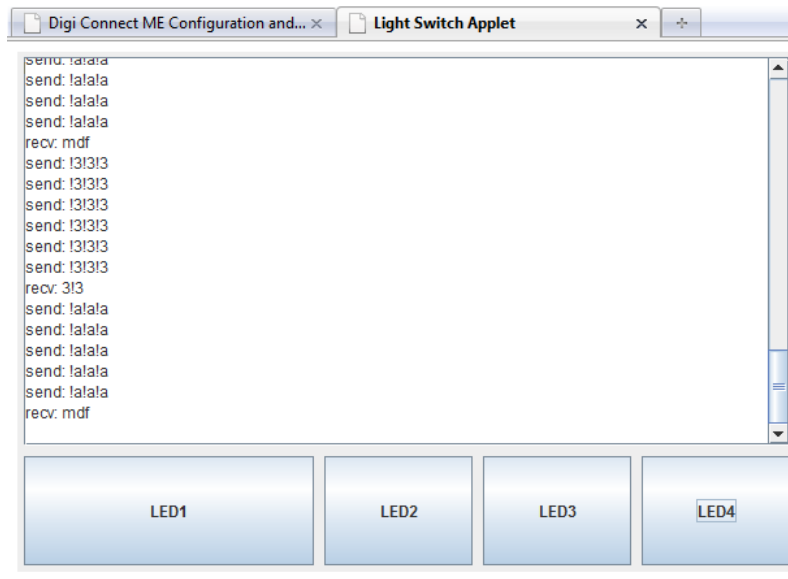 Digi Connect ME Configuration and...
Light Switch Applet
send: !a!a!a
send: !a!a!a
send: !a!a!a
send: !a!a!a
recv: mdf
send: !3!3!3
send: !3!3!3
send: !3!3!3
send: !3!3!3
send: !3!3!3
send: !3!3!3
recv: 3!3
send: !a!a!a
send: !a!a!a
send: !a!a!a
send: !a!a!a
send: !a!a!a
recv: mdf
LED1
LED2
LED3
LED4